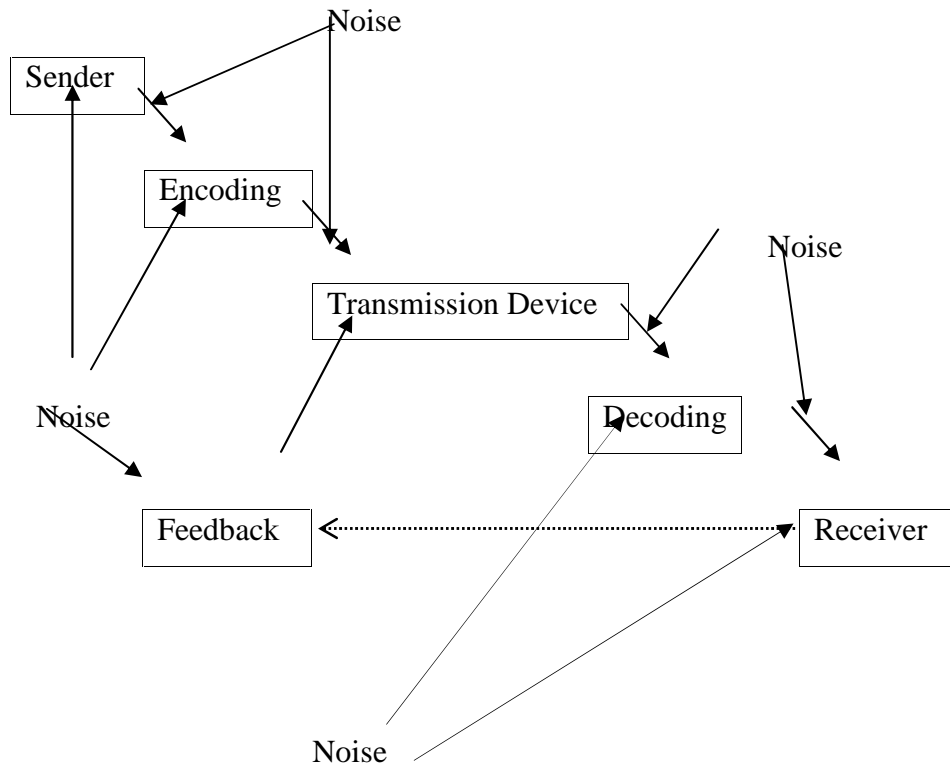 Noise
Sender
Encoding
Noise
Transmission Device
Noise
Decoding
Feedback
Receiver
Noise